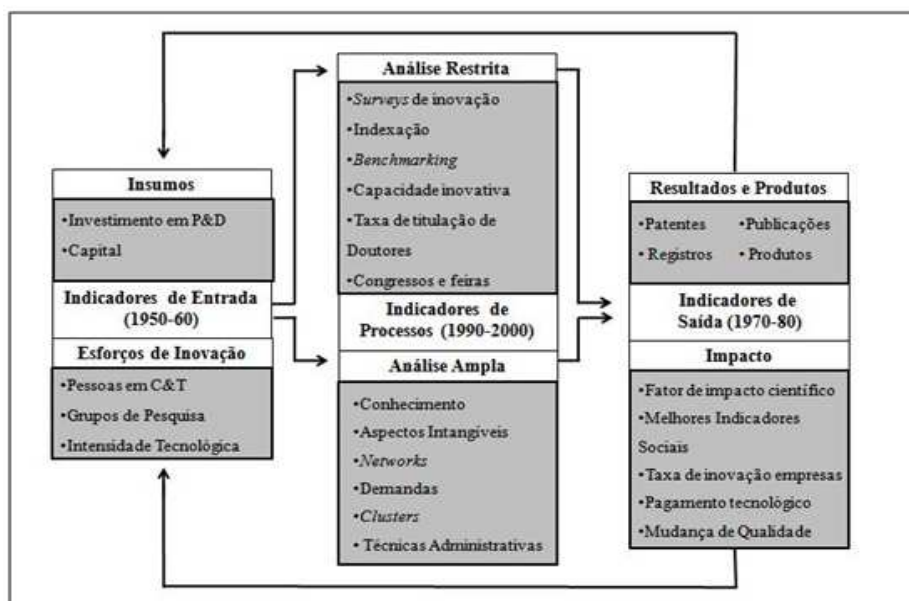 Insumos
•Investimento em P&D
•Capital
Indicadores de Entrada
(1950-60)
Esforços de Inovação
•Pessoas em C&T
•Grupos de Pesquisa
•Intensidade Tecnológica
Análise Restrita
•Surveys de inovação
•Indexação
•Benchmarking
•Capacidade inovativa
•Taxa de titulação de
Doutores
•Congressos e feiras
Indicadores de
Processos (1990-2000)
Análise Ampla
•Conhecimento
•Aspectos Intangíveis
•Networks
•Demandas
•Clusters
• Técnicas Administrativas
Resultados e Produtos
•Patentes •Publicações
• Registros • Produtos
Indicadores de
Saída (1970-80)
Impacto
•Fator de impacto científico
•Melhores Indicadores
Sociais
•Taxa de inovação empresas
•Pagamento tecnológico
•Mudança de Qualidade